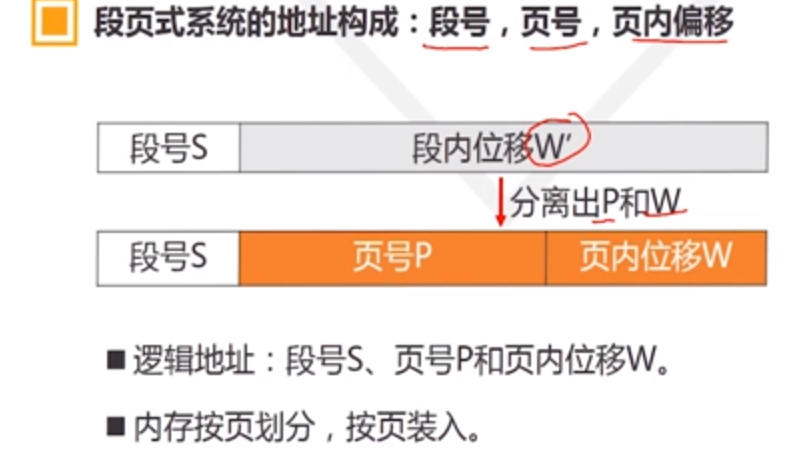 段页式系统的地址构成：段号，页号，页内偏移
段号S 段内位移W′
分离出P和W
段号S 页号P 页内位移W
逻辑地址：段号S、页号P和页内位移W。
内存按页划分，按页装入。